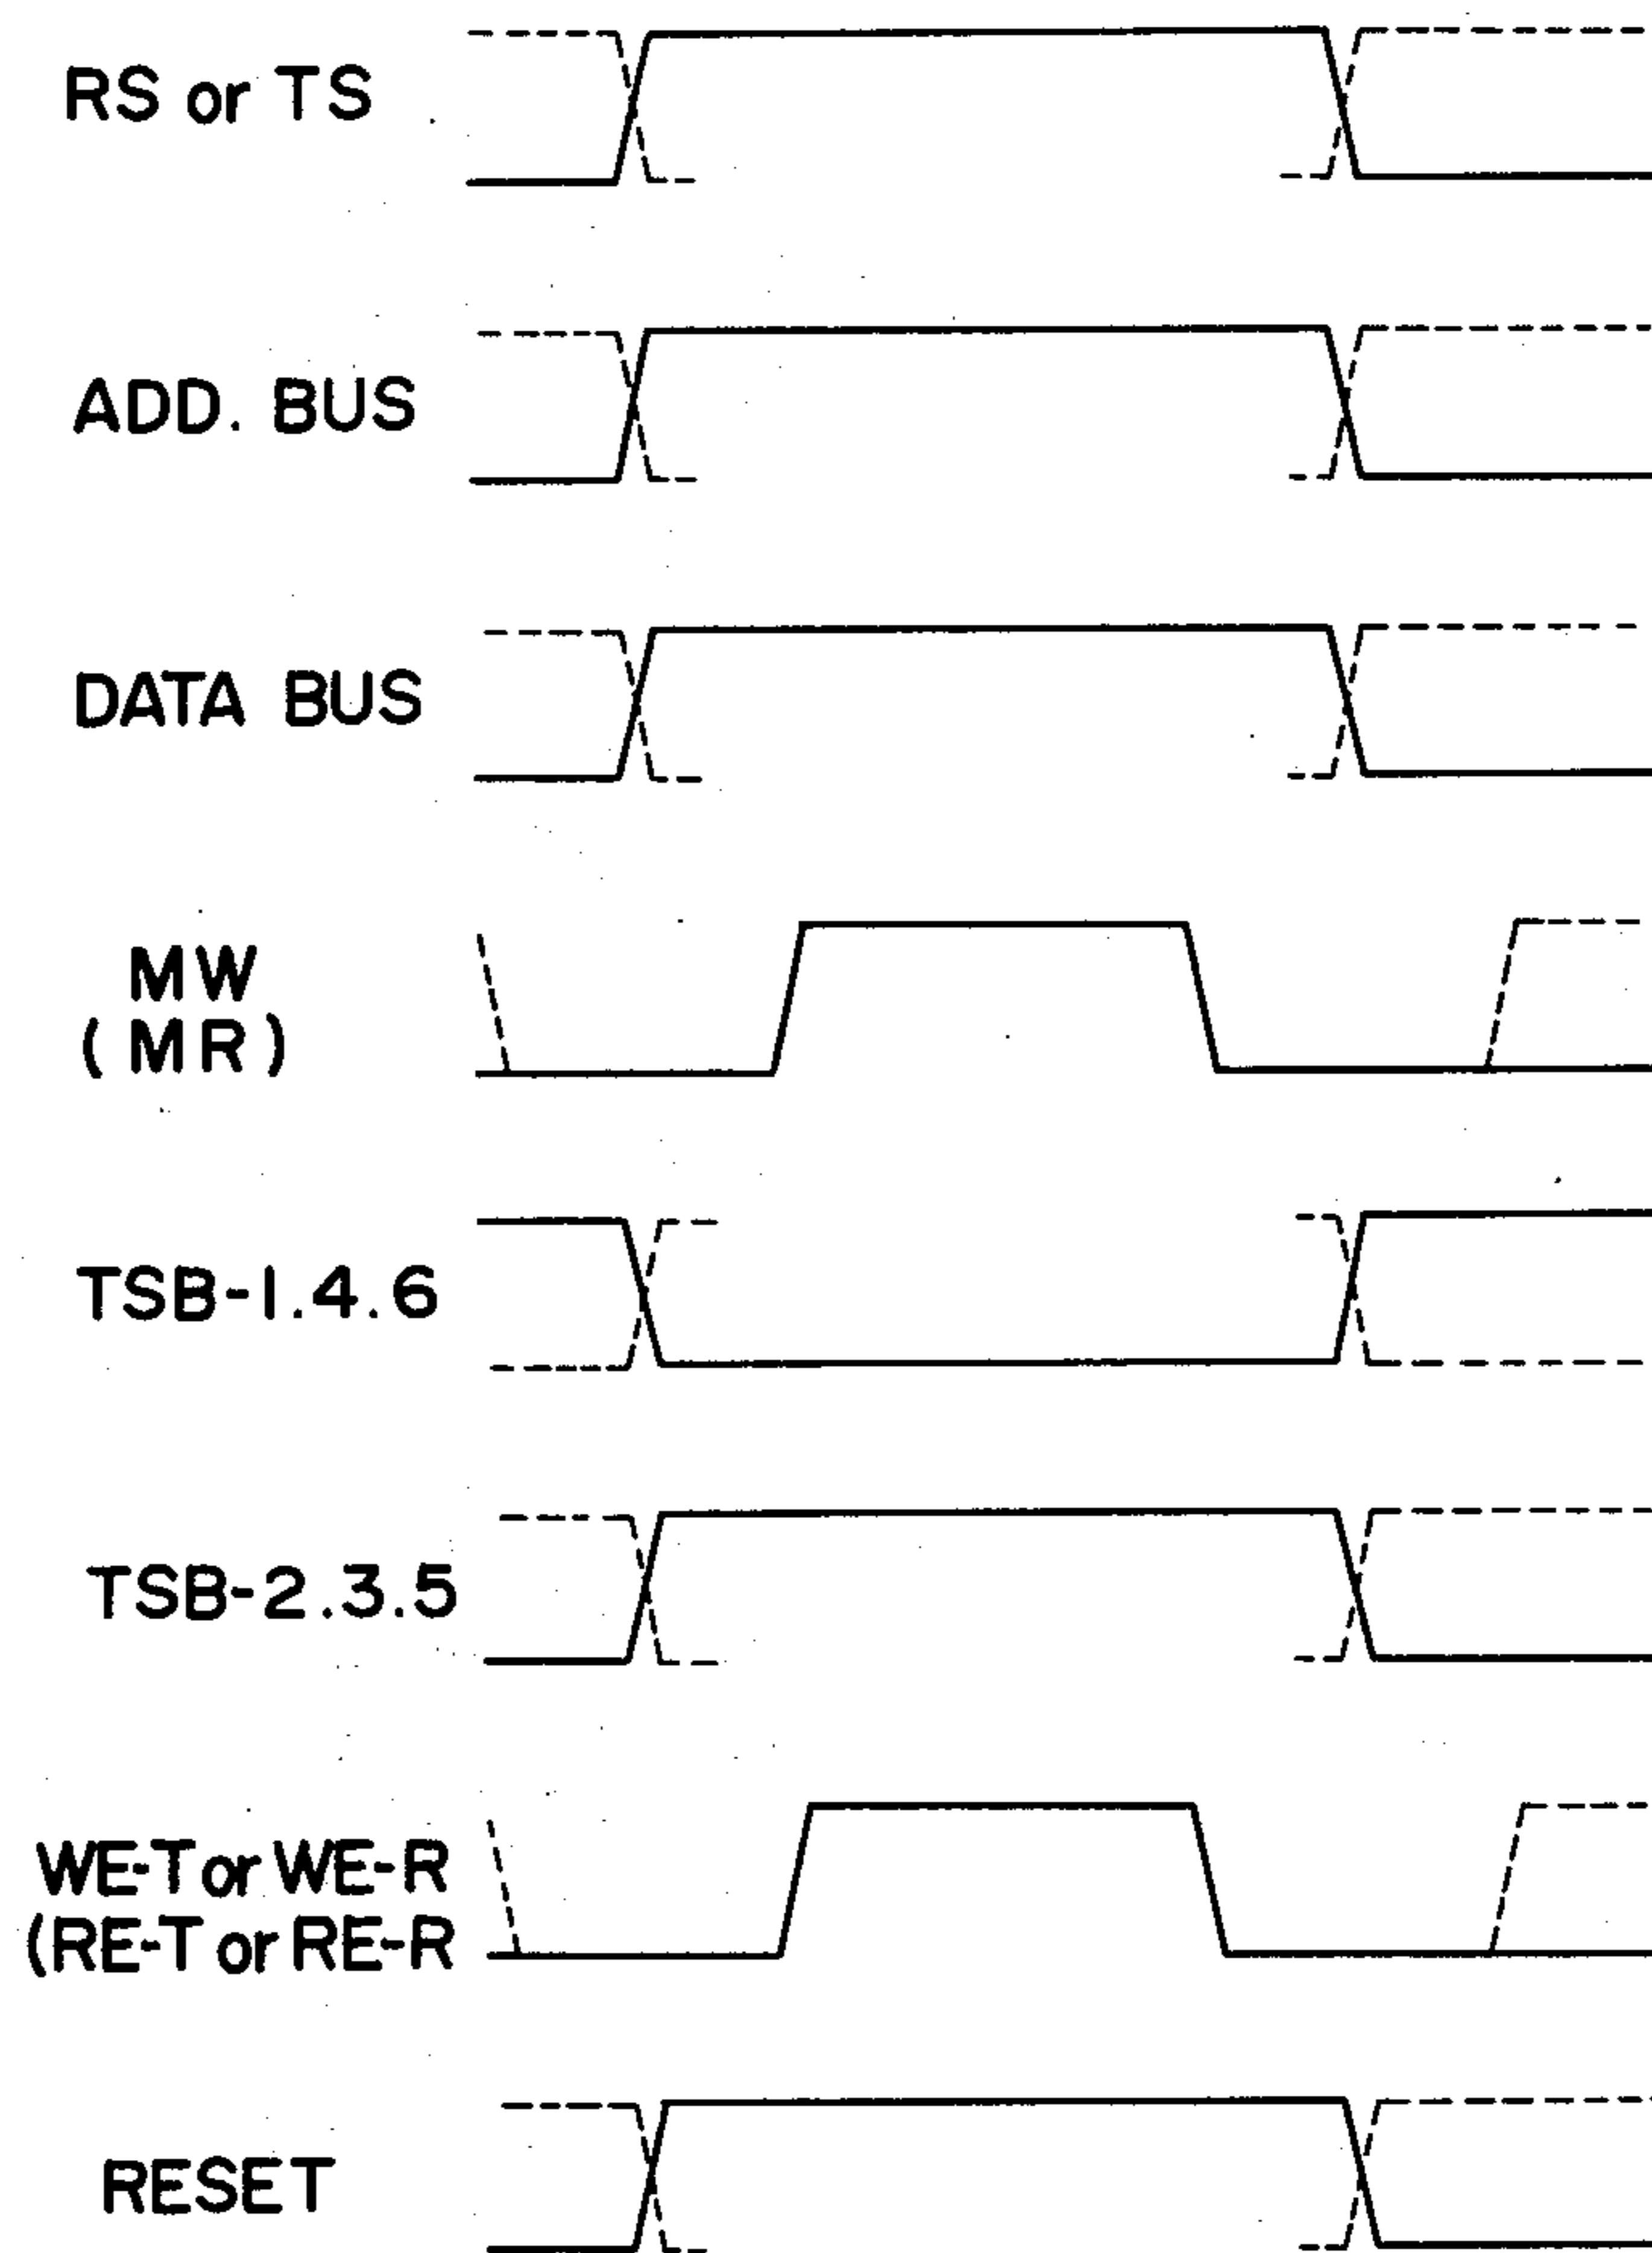 RS or TS
ADD. BUS
DATA BUS
MW
(MR)
TSB-1.4.6
TSB-2.3.5
WE-T or WE-R
(RE-T or RE-R
RESET